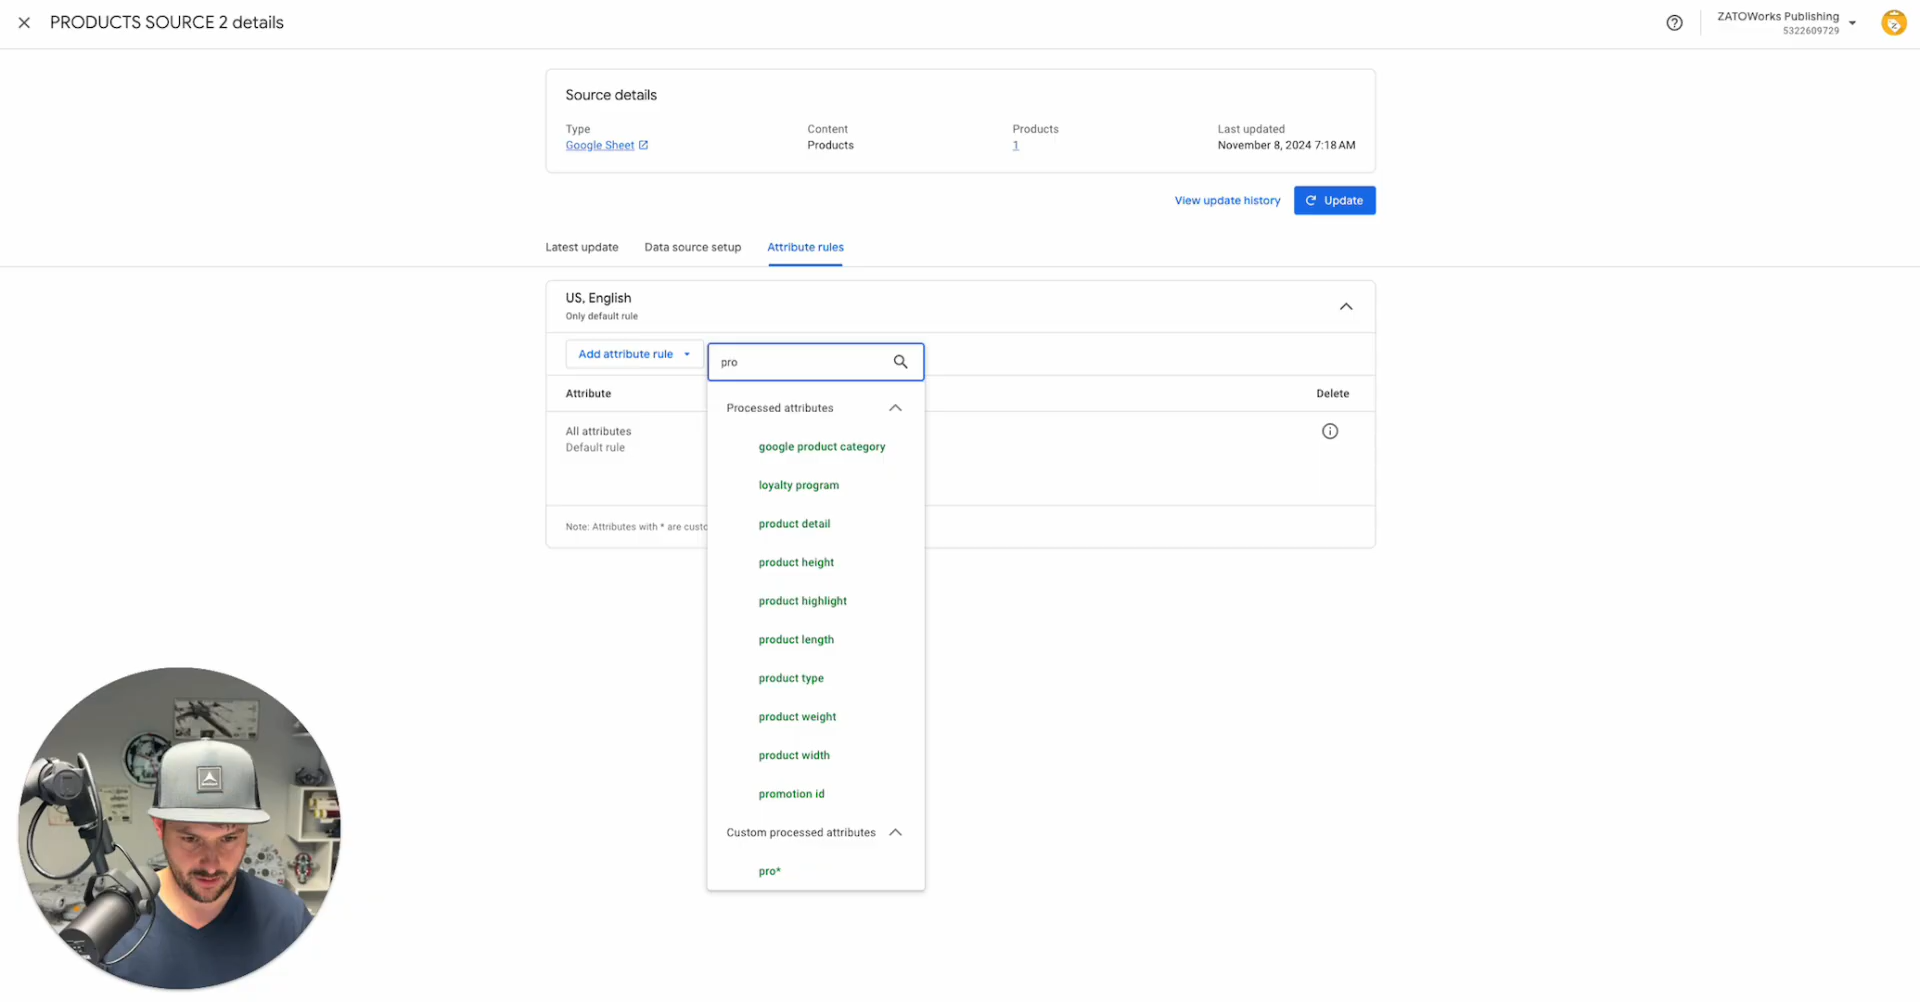 PRODUCTS SOURCE 2 details
ZATOWorks Publishing
5322609729
Source details
Type
Content
Products
Last updated
Google Sheet
Products
1
November 8, 2024 7:18 AM
View update history
Update
Latest update
Data source setup
Attribute rules
US, English
Only default rule
Add attribute rule
pro
Attribute
Delete
Processed attributes
All attributes
Default rule
google product category
loyalty program
product detail
Note: Attributes with * are custo
product height
product highlight
product length
product type
product weight
product width
promotion id
Custom processed attributes
pro*